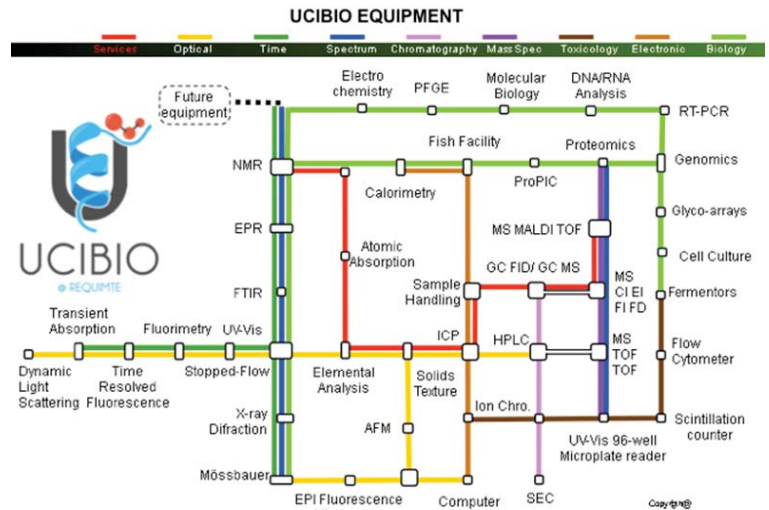 UCIBIO EQUIPMENT
Services Optical Time Spectrum Chromatography Mass Spec Toxicology Electronic Biology
Future
equipment
Electro
chemistry
PFGE
Molecular
Biology
DNA/RNA
Analysis
RT-PCR
NMR
Calorimetry
Fish Facility
ProPIC
Proteomics
Genomics
UCIBIO
@ REQUIMTE
EPR
Atomic
Absorption
MS MALDI TOF
Glyco-arrays
FTIR
Sample
Handling
GC FID/ GC MS
MS
CI EI
FI FD
Cell Culture
Fermentors
Transient
Absorption
Fluorimetry
UV-Vis
ICP
HPLC
MS
TOF
TOF
Flow
Cytometer
Dynamic
Light
Scattering
Time
Resolved
Fluorescence
Stopped-Flow
Elemental
Analysis
Solids
Texture
X-ray
Difraction
AFM
Ion Chro.
UV-Vis 96-well
Microplate reader
Scintillation
counter
Mössbauer
EPI Fluorescence
Computer
SEC